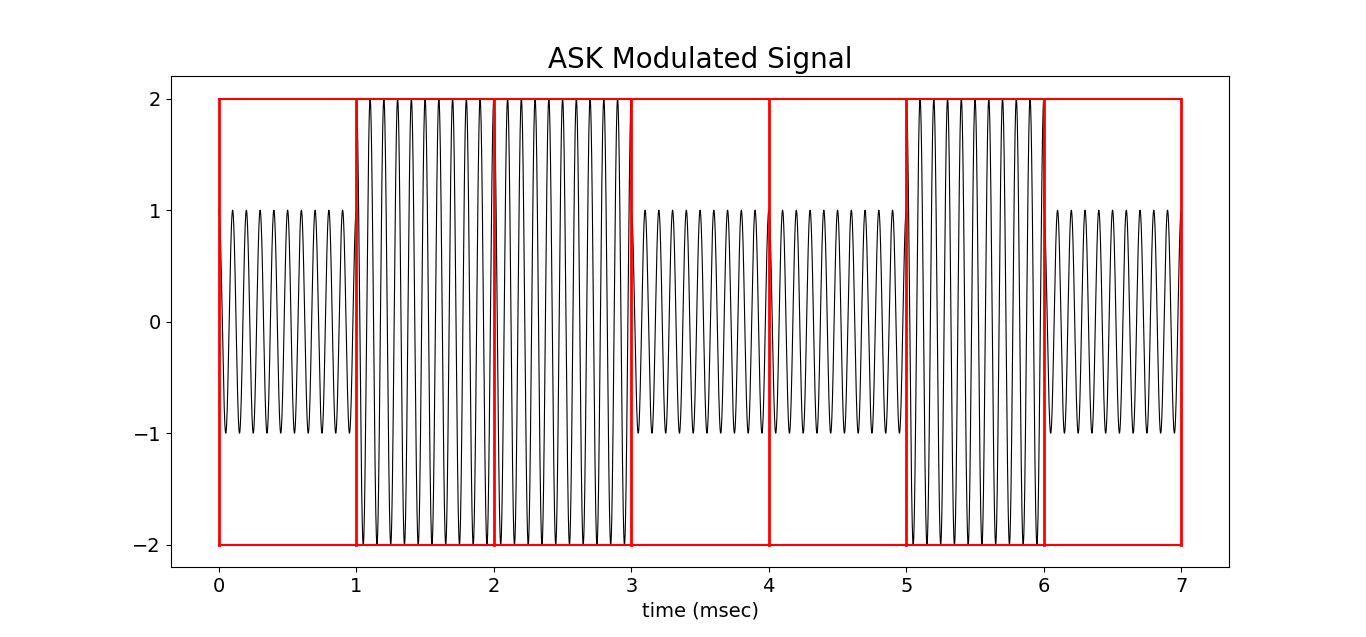 ASK Modulated Signal
2
1
0
−1
−2
0 1 2 3 4 5 6 7
time (msec)